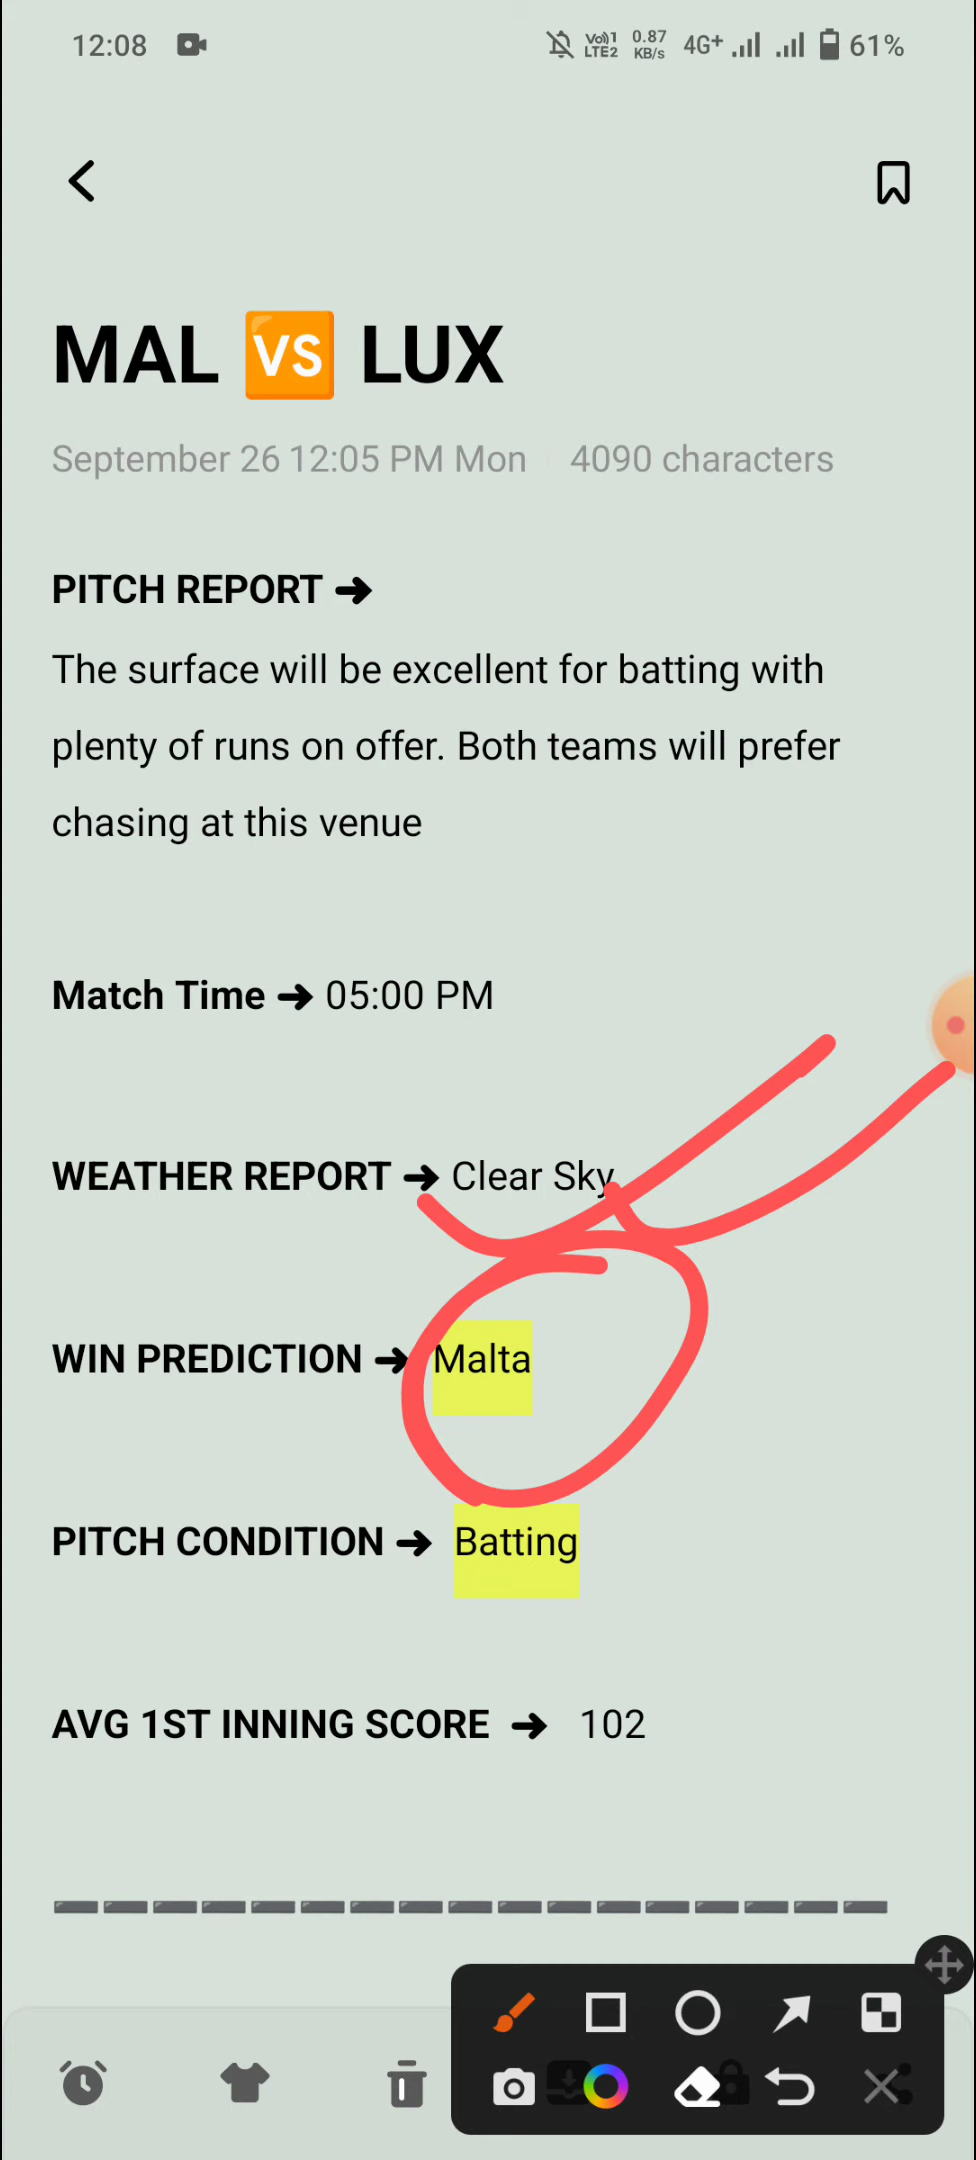 12:08 Vo)) 1 LTE2 0.87 KB/s 4G+ 61%
MAL VS LUX
September 26 12:05 PM Mon 4090 characters
PITCH REPORT ➜
The surface will be excellent for batting with
plenty of runs on offer. Both teams will prefer
chasing at this venue
Match Time ➜ 05:00 PM
WEATHER REPORT ➜ Clear Sky
WIN PREDICTION ➜ Malta
PITCH CONDITION ➜ Batting
AVG 1ST INNING SCORE ➜ 102